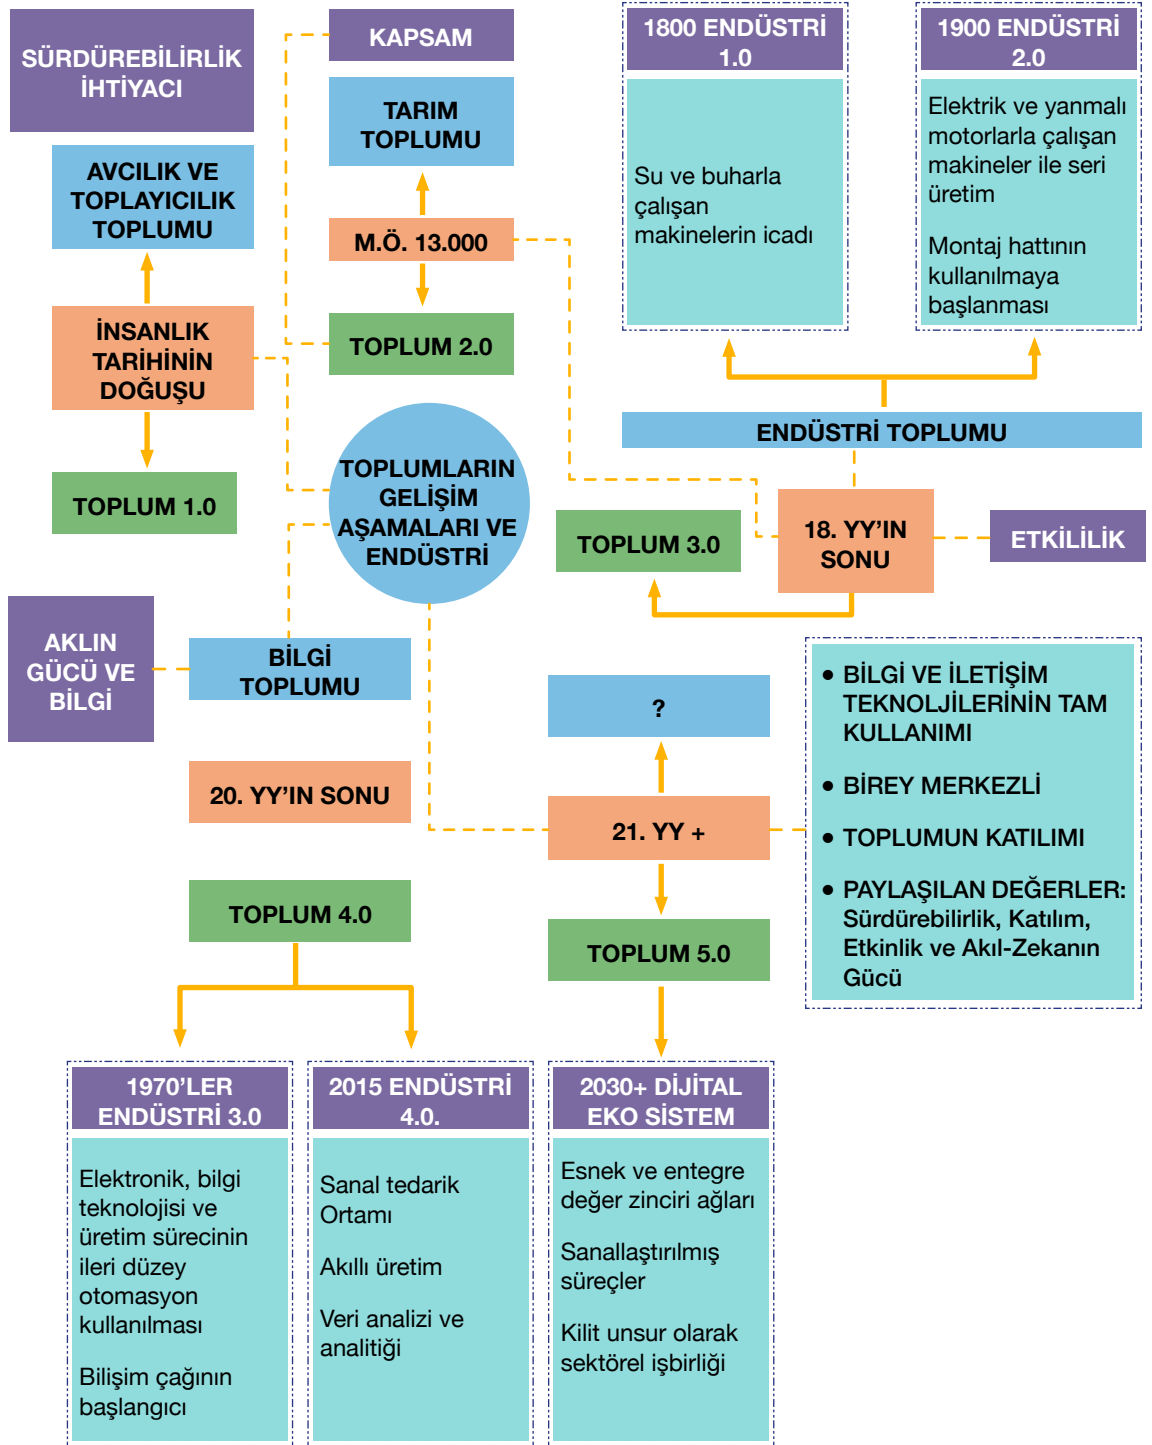 SÜRDÜREBİLİRLİK
İHTİYACI
AVCILIK VE
TOPLAYICILIK
TOPLUMU
İNSANLIK
TARİHİNİN
DOĞUŞU
TOPLUM 1.0
KAPSAM
TARIM
TOPLUMU
M.Ö. 13.000
TOPLUM 2.0
1800 ENDÜSTRİ
1.0
Su ve buharla
çalışan
makinelerin icadı
1900 ENDÜSTRİ
2.0
Elektrik ve yanmalı
motorlarla çalışan
makineler ile seri
üretim
Montaj hattının
kullanılmaya
başlanması
ENDÜSTRİ TOPLUMU
TOPLUMLARIN
GELİŞİM
AŞAMALARI VE
ENDÜSTRİ
TOPLUM 3.0
18. YY’IN
SONU
ETKİLİLİK
AKLIN
GÜCÜ VE
BİLGİ
BİLGİ
TOPLUMU
20. YY’IN SONU
TOPLUM 4.0
?
21. YY +
TOPLUM 5.0
• BİLGİ VE İLETİŞİM
TEKNOLJİLERİNİN TAM
KULLANIMI
• BİREY MERKEZLİ
• TOPLUMUN KATILIMI
• PAYLAŞILAN DEĞERLER:
Sürdürebilirlik, Katılım,
Etkinlik ve Akıl-Zekanın
Gücü
1970’LER
ENDÜSTRİ 3.0
Elektronik, bilgi
teknolojisi ve
üretim sürecinin
ileri düzey
otomasyon
kullanılması
Bilişim çağının
başlangıcı
2015 ENDÜSTRİ
4.0.
Sanal tedarik
Ortamı
Akıllı üretim
Veri analizi ve
analitiği
2030+ DİJİTAL
EKO SİSTEM
Esnek ve entegre
değer zinciri ağları
Sanallaştırılmış
süreçler
Kilit unsur olarak
sektörel işbirliği